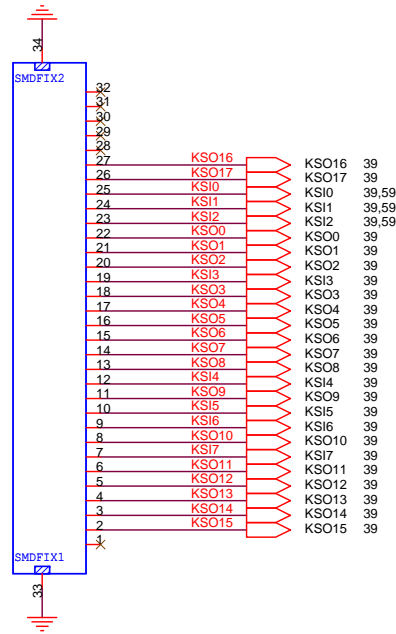 34
SMDFIX2
32
31
30
29
28
27 KSO16 KSO16 39
26 KSO17 KSO17 39
25 KSI0 KSI0 39,59
24 KSI1 KSI1 39,59
23 KSI2 KSI2 39,59
22 KSO0 KSO0 39
21 KSO1 KSO1 39
20 KSO2 KSO2 39
19 KSI3 KSI3 39
18 KSO3 KSO3 39
17 KSO4 KSO4 39
16 KSO5 KSO5 39
15 KSO6 KSO6 39
14 KSO7 KSO7 39
13 KSO8 KSO8 39
12 KSI4 KSI4 39
11 KSO9 KSO9 39
10 KSI5 KSI5 39
9 KSI6 KSI6 39
8 KSO10 KSO10 39
7 KSI7 KSI7 39
6 KSO11 KSO11 39
5 KSO12 KSO12 39
4 KSO13 KSO13 39
3 KSO14 KSO14 39
2 KSO15 KSO15 39
1
SMDFIX1
33